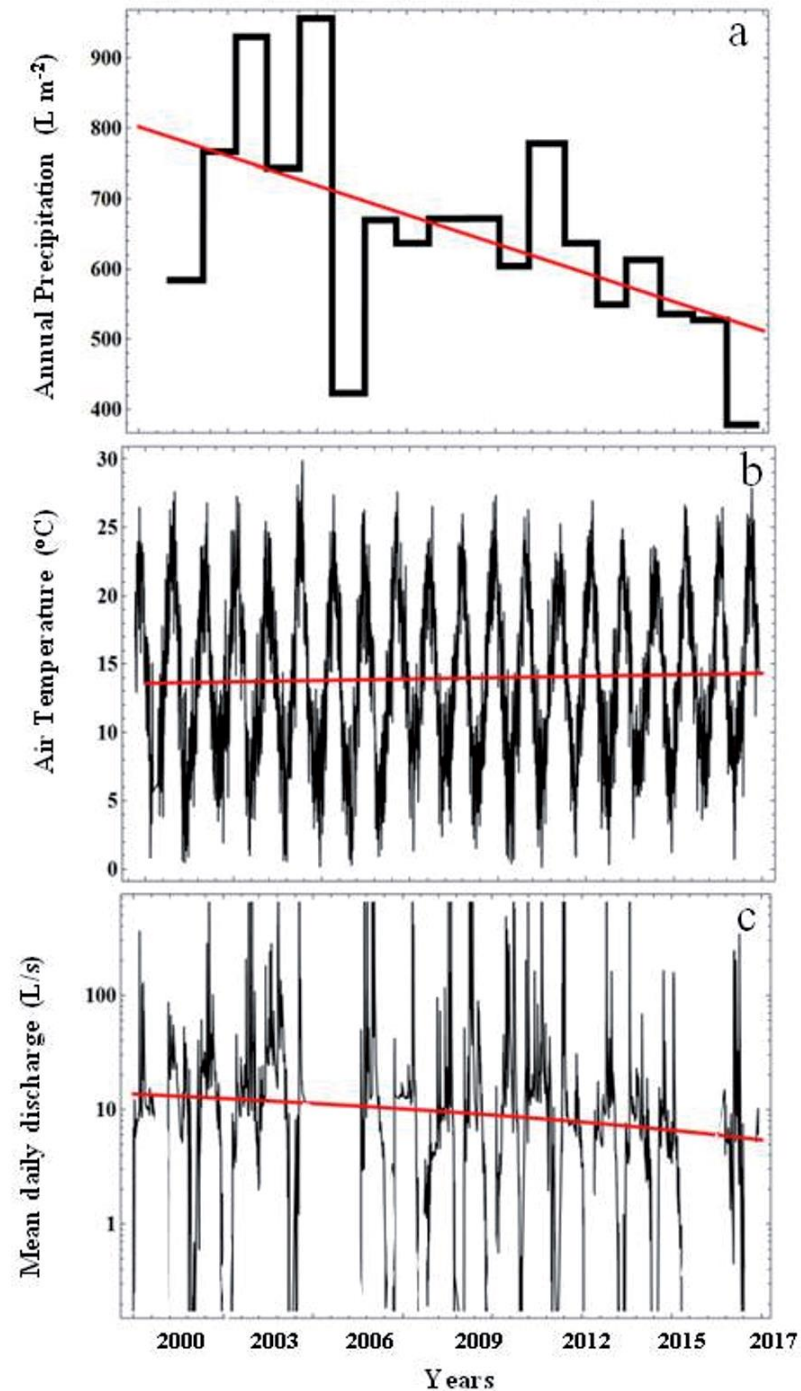 a
Annual Precipitation (L m-2)
900
800
700
600
500
400
b
Air Temperature (ºC)
30
25
20
15
10
5
0
c
Mean daily discharge (L/s)
100
10
1
2000 2003 2006 2009 2012 2015 2017
Years